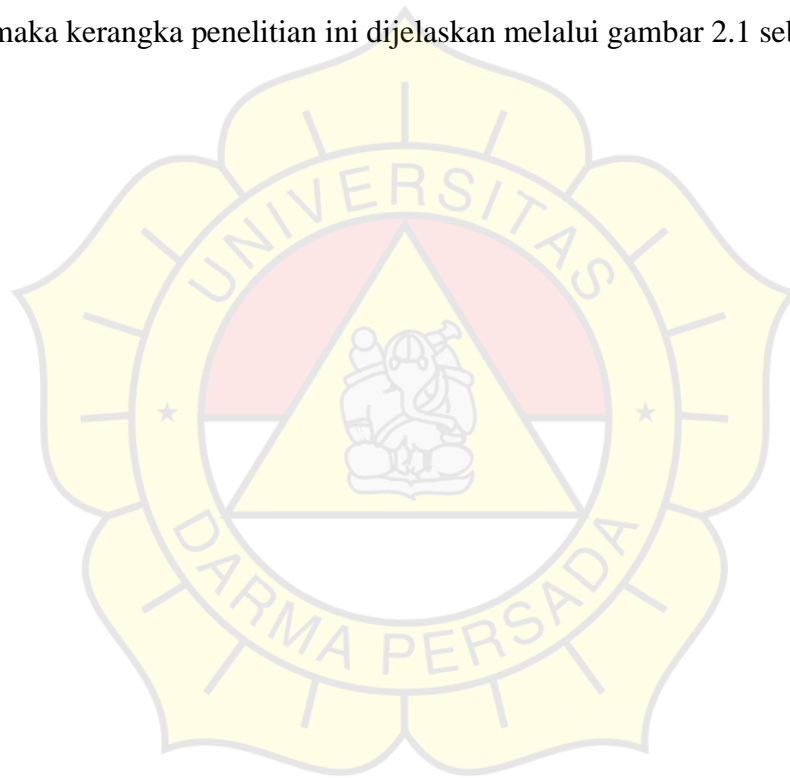 maka kerangka penelitian ini dijelaskan melalui gambar 2.1 seb
UNIVERSITAS
DARMA PERSADA